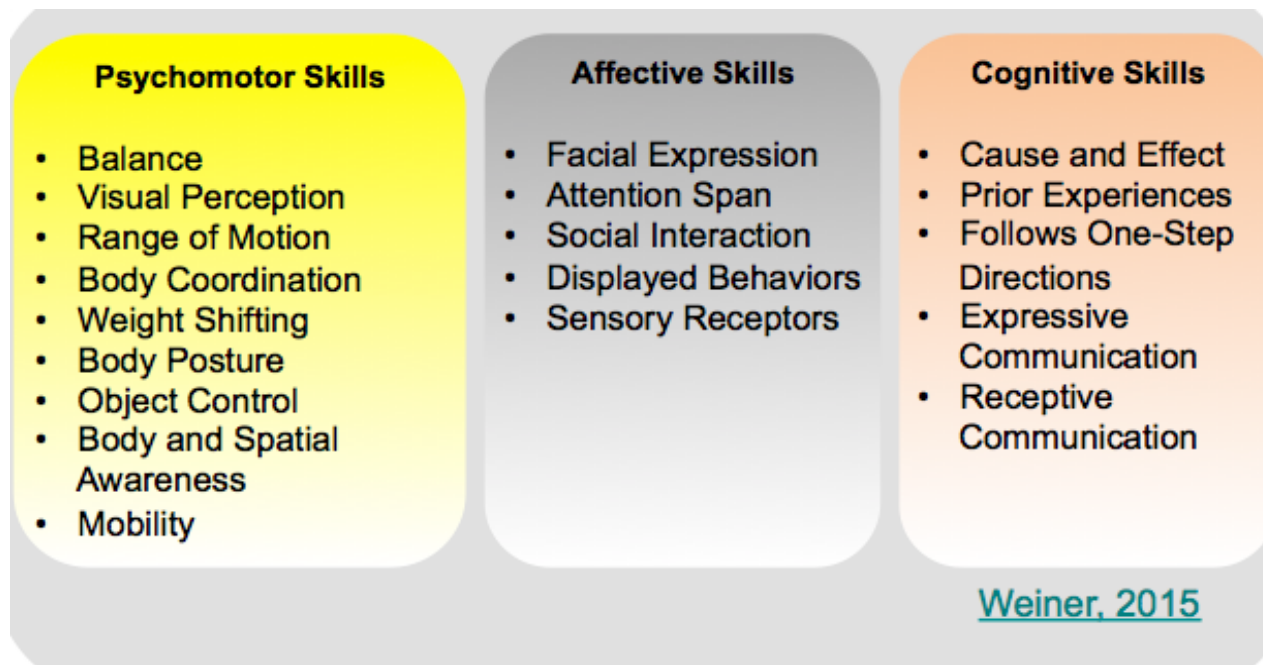 Psychomotor Skills
• Balance
• Visual Perception
• Range of Motion
• Body Coordination
• Weight Shifting
• Body Posture
• Object Control
• Body and Spatial
Awareness
• Mobility
Affective Skills
• Facial Expression
• Attention Span
• Social Interaction
• Displayed Behaviors
• Sensory Receptors
Cognitive Skills
• Cause and Effect
• Prior Experiences
• Follows One-Step
Directions
• Expressive
Communication
• Receptive
Communication
Weiner, 2015